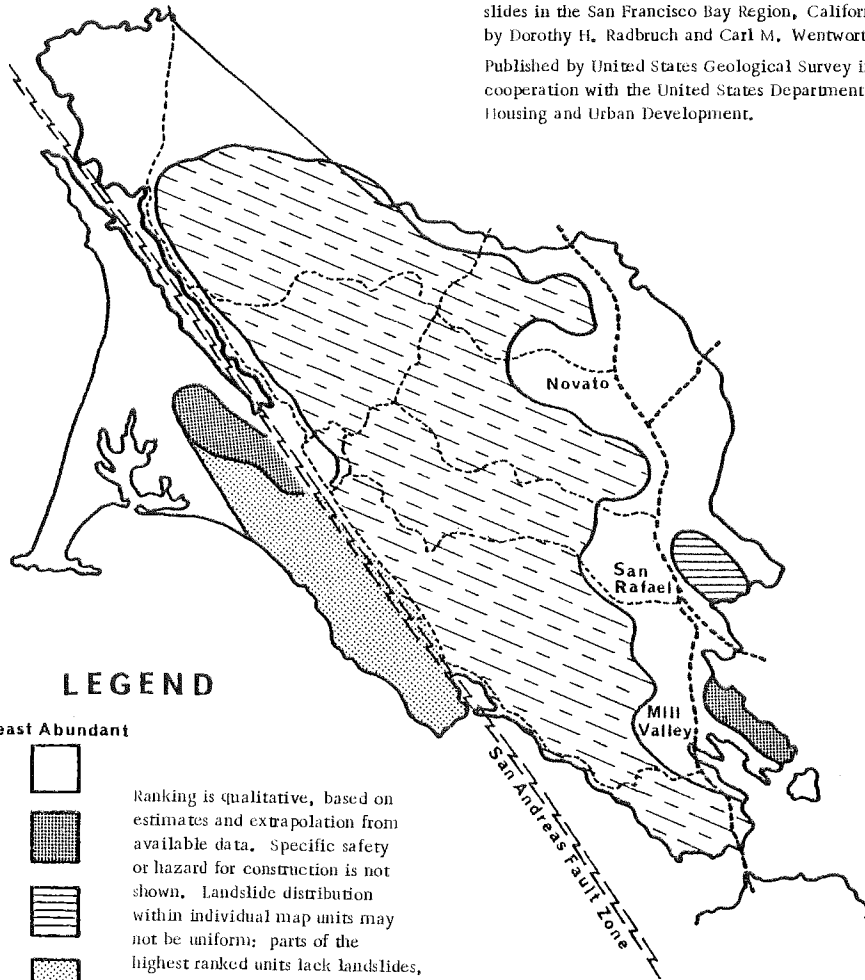 slides in the San Francisco Bay Region,
by Dorothy H. Radbruch and Carl M.
Published by United States Geological Survey
cooperation with the United States Department
Housing and Urban Development.
Novato
San
Rafael
Mill
Valley
San Andreas Fault Zone
LEGEND
Abundant
Ranking is qualitative, based on
estimates and extrapolation from
available data. Specific safety
or hazard for construction is not
shown. Landslide distribution
within individual map units may
not be uniform: parts of the
highest ranked units lack landslides,